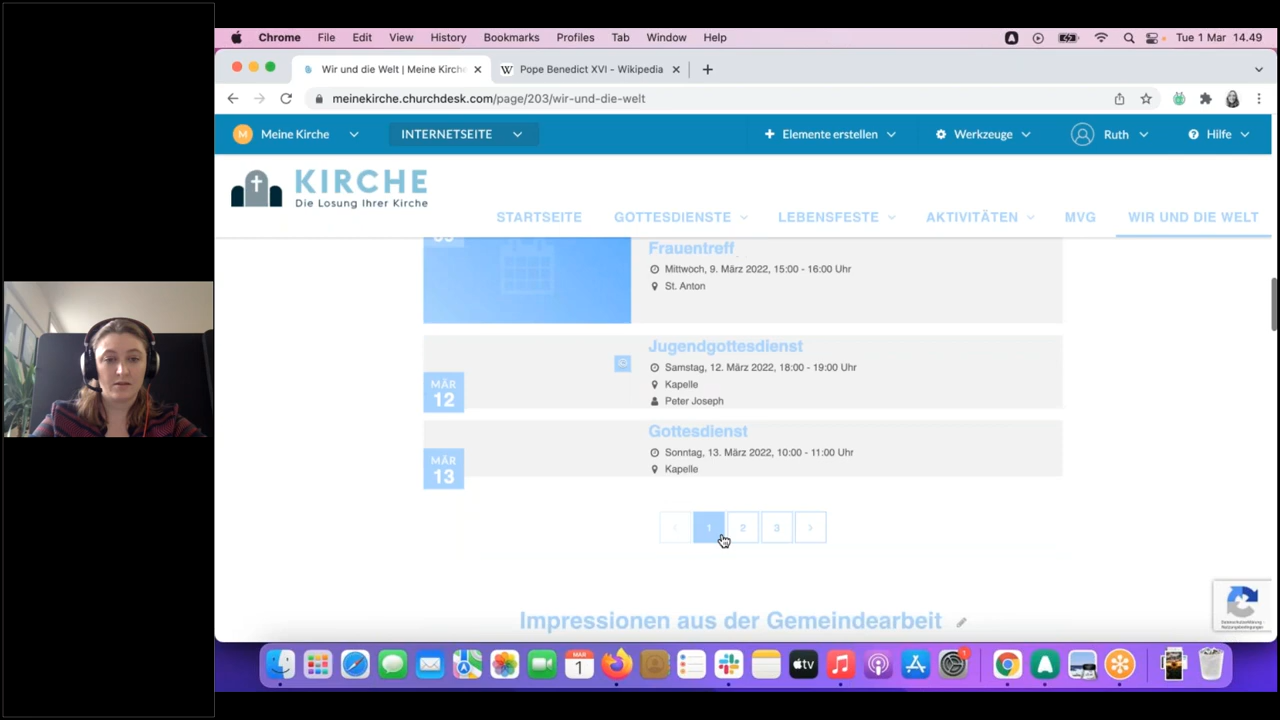 Chrome File Edit View History Bookmarks Profiles Tab Window Help Tue 1 Mar 14.49
Wir und die Welt | Meine Kirche W Pope Benedict XVI – Wikipedia
meinekirche.churchdesk.com/page/203/wir-und-die-welt
M Meine Kirche INTERNETSEITE Elemente erstellen Werkzeuge Ruth Hilfe
KIRCHE
Die Losung Ihrer Kirche
STARTSEITE GOTTESDIENSTE LEBENSFESTE AKTIVITÄTEN MVG WIR UND DIE WELT
Frauentreff
Mittwoch, 9. März 2022, 15:00 - 16:00 Uhr
St. Anton
Jugendgottesdienst
Samstag, 12. März 2022, 18:00 - 19:00 Uhr
MÄR
12
Kapelle
Peter Joseph
Gottesdienst
Sonntag, 13. März 2022, 10:00 - 11:00 Uhr
MÄR
13
Kapelle
1 2 3
Impressionen aus der Gemeindearbeit
MAR
1
tv
1